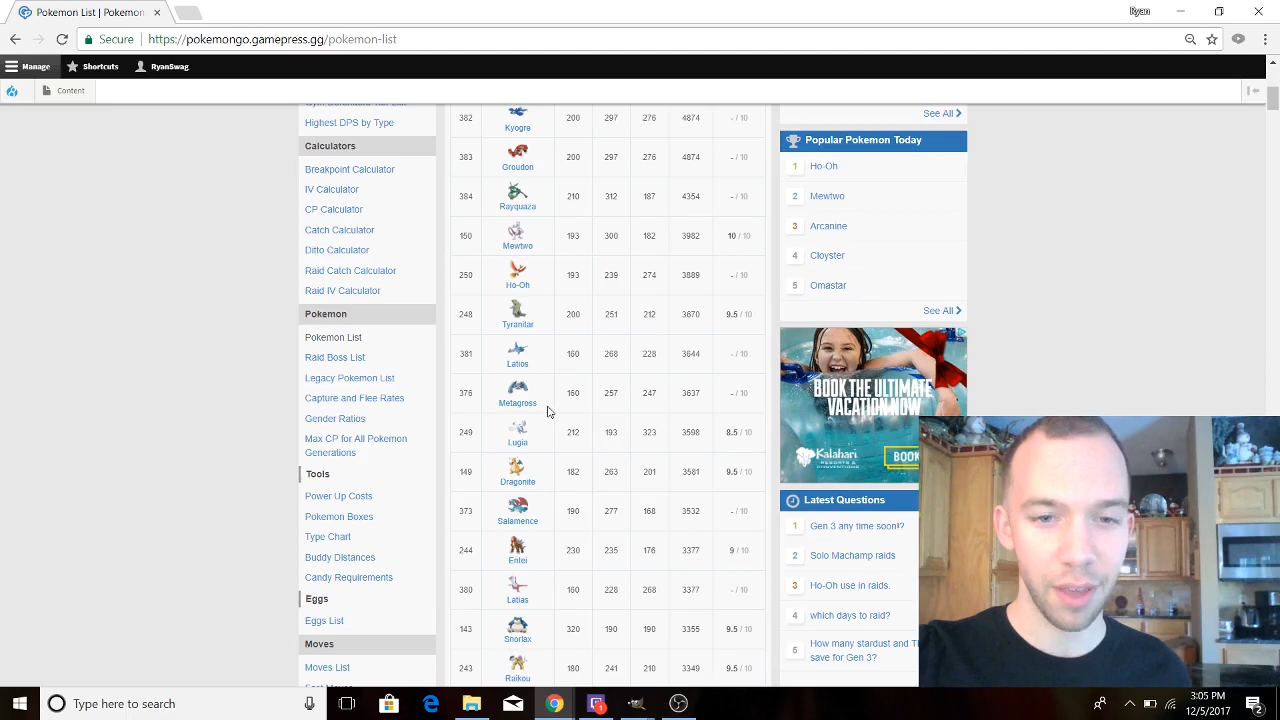 Pokemon List | Pokemon
Ryan
Secure
https://pokemongo.gamepress.gg/pokemon-list
Manage
Shortcuts
RyanSwag
Content
Highest DPS by Type
Calculators
Breakpoint Calculator
IV Calculator
CP Calculator
Catch Calculator
Ditto Calculator
Raid Catch Calculator
Raid IV Calculator
Pokemon
Pokemon List
Raid Boss List
Legacy Pokemon List
Capture and Flee Rates
Gender Ratios
Max CP for All Pokemon
Generations
Tools
Power Up Costs
Pokemon Boxes
Type Chart
Buddy Distances
Candy Requirements
Eggs
Eggs List
Moves
Moves List
382 Kyogre 200 297 276 4874 - / 10
383 Groudon 200 297 276 4874 - / 10
384 Rayquaza 210 312 187 4354 - / 10
150 Mewtwo 193 300 182 3982 10 / 10
250 Ho-Oh 193 239 274 3889 - / 10
248 Tyranitar 200 251 212 3670 9.5 / 10
381 Latios 160 268 228 3644 - / 10
376 Metagross 160 257 247 3637 - / 10
249 Lugia 212 193 323 3598 8.5 / 10
149 Dragonite 182 263 201 3581 9.5 / 10
373 Salamence 190 277 168 3532 - / 10
244 Entei 230 235 176 3377 9 / 10
380 Latias 160 228 268 3377 - / 10
143 Snorlax 320 190 190 3355 9.5 / 10
243 Raikou 180 241 210 3349 9.5 / 10
See All
Popular Pokemon Today
1 Ho-Oh
2 Mewtwo
3 Arcanine
4 Cloyster
5 Omastar
See All
BOOK THE ULTIMATE
VACATION NOW
Kalahari
BOOK
Latest Questions
1 Gen 3 any time soon!?
2 Solo Machamp raids
3 Ho-Oh use in raids.
4 which days to raid?
5 How many stardust and
save for Gen 3?
Type here to search
3:05 PM
12/5/2017
2